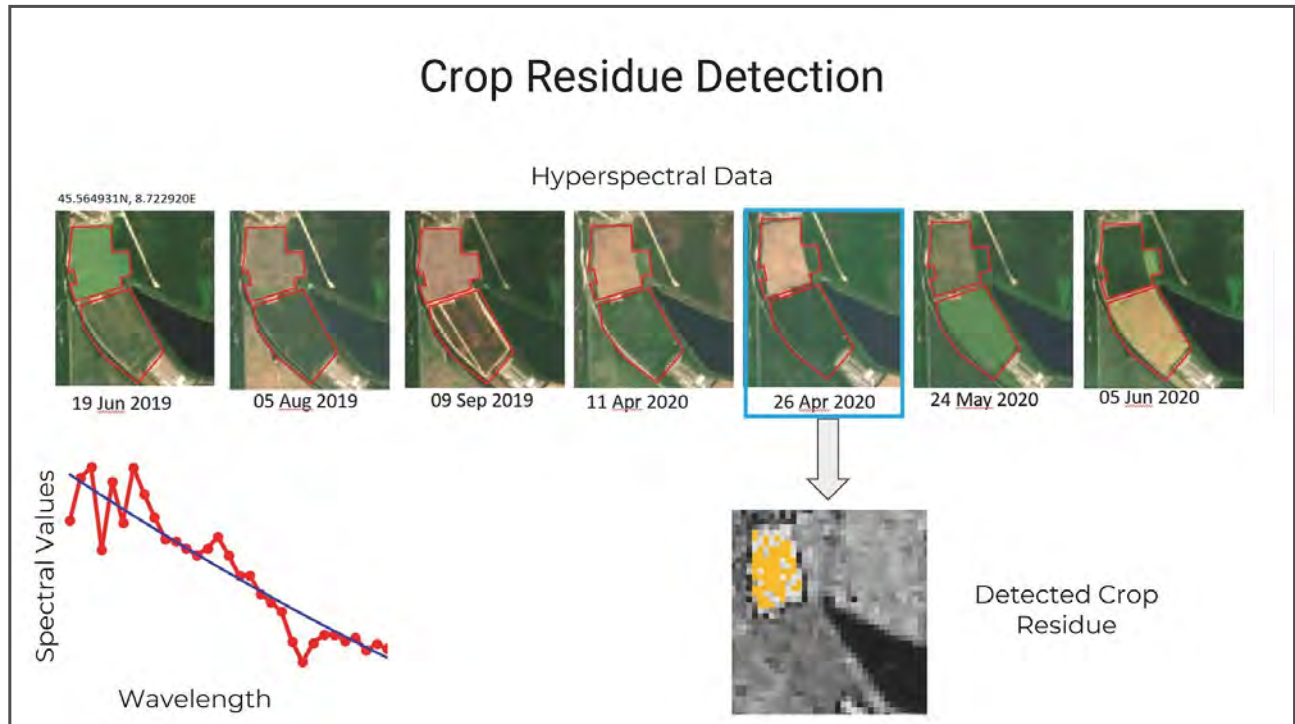 Crop Residue Detection
Hyperspectral Data
45.564931N, 8.722920E
19 Jun 2019
05 Aug 2019
09 Sep 2019
11 Apr 2020
26 Apr 2020
24 May 2020
05 Jun 2020
Spectral Values
Wavelength
Detected Crop
Residue